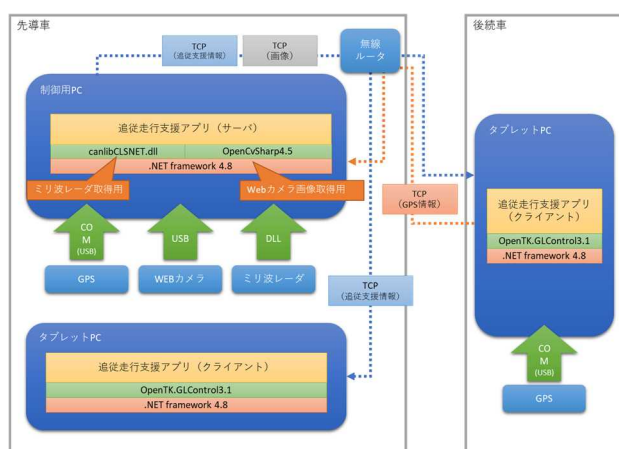 先導車
後続車
TCP
(追従支援情報)
TCP
(画像)
無線
ルータ
制御用PC
追従走行支援アプリ（サーバ）
canlibCLSNET.dll
OpenCvSharp4.5
.NET framework 4.8
ミリ波レーダ取得用
Webカメラ画像取得用
CO
M
(USB)
USB
DLL
GPS
WEBカメラ
ミリ波レーダ
TCP
(GPS情報)
TCP
(追従支援情報)
タブレットPC
追従走行支援アプリ（クライアント）
OpenTK.GLControl3.1
.NET framework 4.8
タブレットPC
追従走行支援アプリ
（クライアント）
OpenTK.GLControl3.1
.NET framework 4.8
CO
M
(USB)
GPS